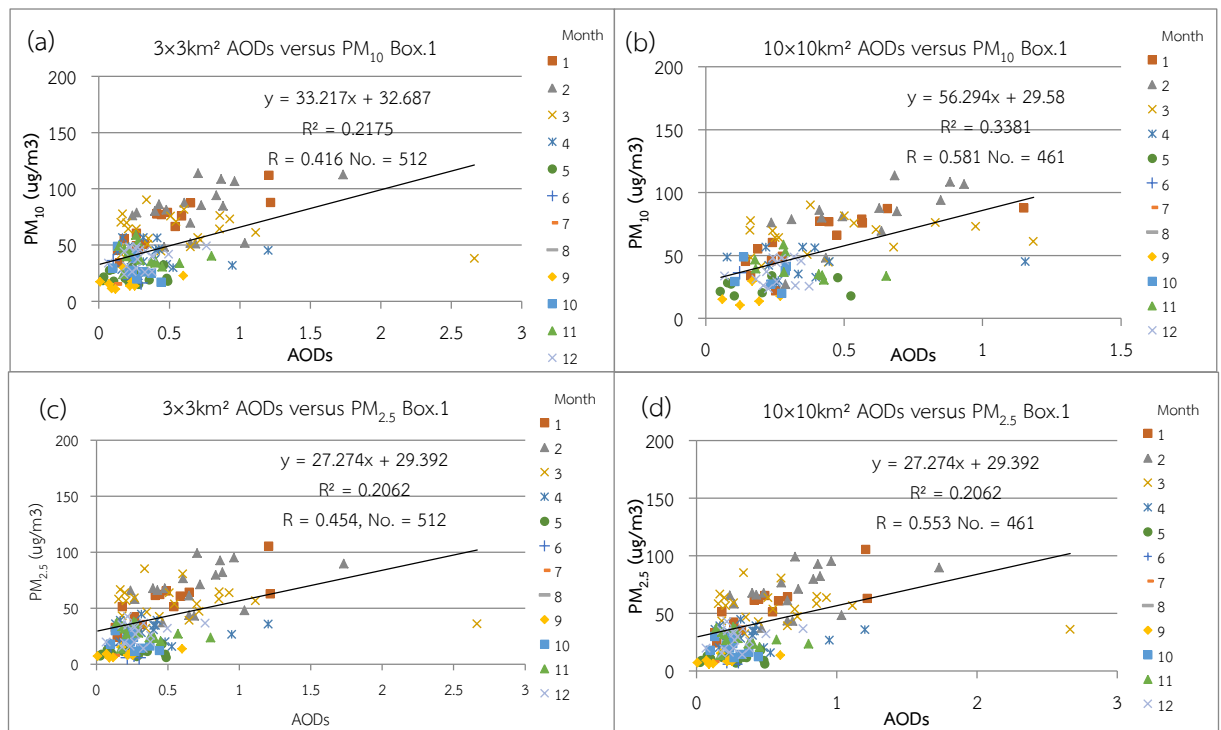 (a)
3×3km² AODs versus PM10 Box.1
Month
200
150
100
50
0
PM10 (ug/m3)
y = 33.217x + 32.687
R² = 0.2175
R = 0.416 No. = 512
0 0.5 1 1.5 2 2.5 3
AODs
1
2
3
4
5
6
7
8
9
10
11
12
(b)
10×10km² AODs versus PM10 Box.1
Month
200
150
100
50
0
PM10 (ug/m3)
y = 56.294x + 29.58
R² = 0.3381
R = 0.581 No. = 461
0 0.5 1 1.5
AODs
1
2
3
4
5
6
7
8
9
10
11
12
(c)
3×3km² AODs versus PM2.5 Box.1
Month
200
150
100
50
0
PM2.5 (ug/m3)
y = 27.274x + 29.392
R² = 0.2062
R = 0.454, No. = 512
0 0.5 1 1.5 2 2.5 3
AODs
1
2
3
4
5
6
7
8
9
10
11
12
(d)
10×10km² AODs versus PM2.5 Box.1
Month
200
150
100
50
0
PM2.5 (ug/m3)
y = 27.274x + 29.392
R² = 0.2062
R = 0.553 No. = 461
0 1 2 3
AODs
1
2
3
4
5
6
7
8
9
10
11
12